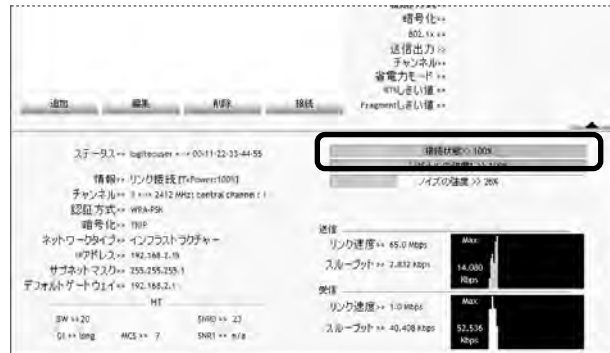 暗号化>>
802.1x >>
送信出力 >>
チャンネル>>
省電力モード >>
RTSしきい値 >>
Fragmentしきい値 >>
追加 編集 削除 接続
ステータス>> logitecuser <--> 00-11-22-33-44-55
情報>> リンク接続 [TxPower:100%]
チャンネル>> 1 <--> 2412 MHz; central channel : 1
認証方式>> WPA-PSK
暗号化>> TKIP
ネットワークタイプ>> インフラストラクチャー
IPアドレス>> 192.168.2.
サブネットマスク>> 255.255.255.
デフォルトゲートウェイ>> 192.168.2.1
HT
BW >> 20 SNR0 >> 23
GI >> long MCS >> 7 SNR1 >> n/a
接続状態>> 100%
ノイズの強度 >> 26%
送信
リンク速度 >> 65.0 Mbps
スループット >> 2.832 Kbps
Max
14.080
Kbps
受信
リンク速度 >> 1.0 Mbps
スループット >> 40.408 Kbps
Max
52.536
Kbps